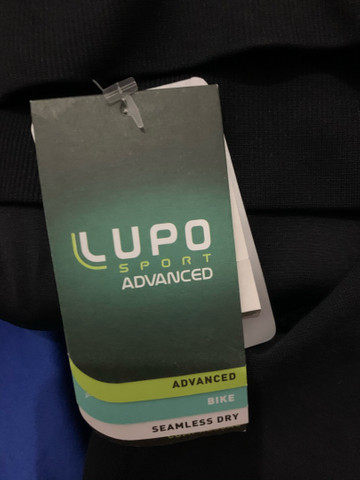 LUPO
SPORT
ADVANCED
ADVANCED
BIKE
SEAMLESS DRY